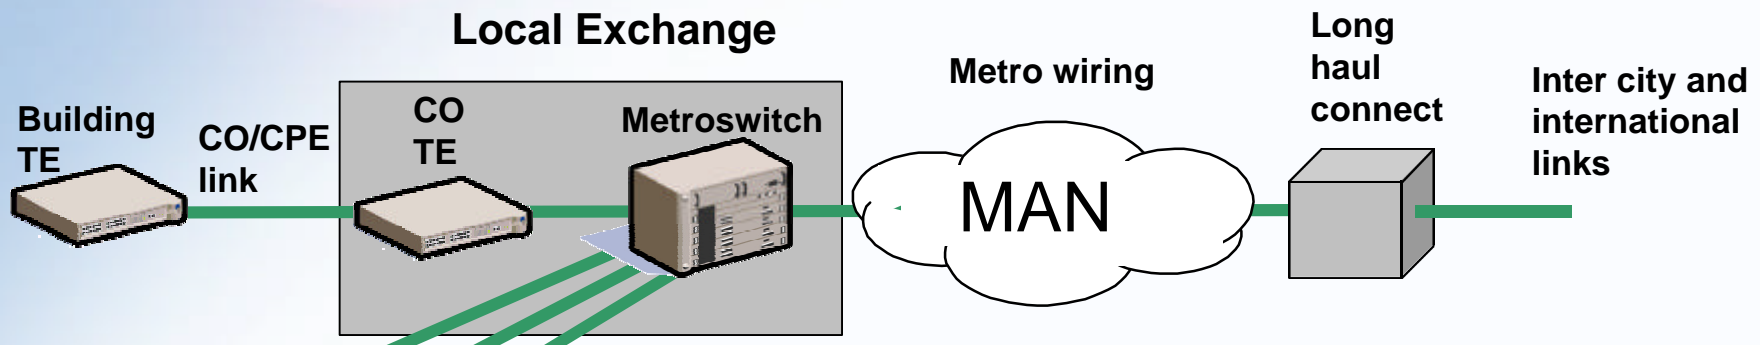 Local Exchange
Building
TE
CO/CPE
link
CO
TE
Metroswitch
Metro wiring
MAN
Long
haul
connect
Inter city and
international
links